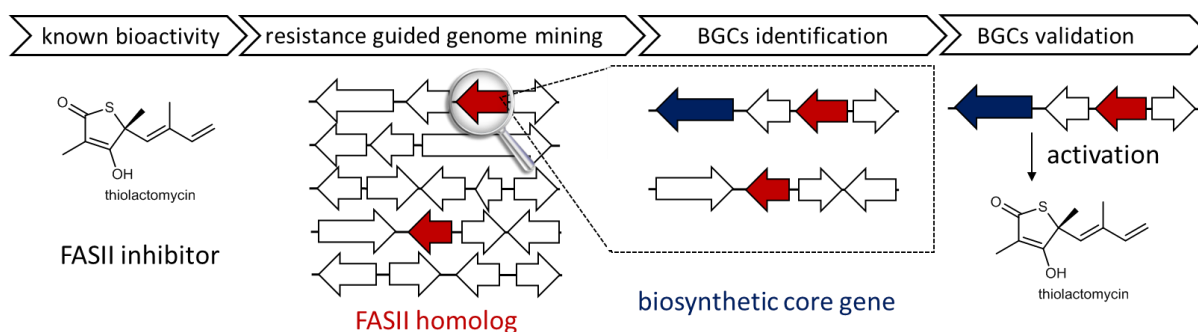 known bioactivity
resistance guided genome mining
BGCs identification
BGCs validation
O
S
OH
thiolactomycin
FASII inhibitor
FASII homolog
biosynthetic core gene
activation
O
S
OH
thiolactomycin